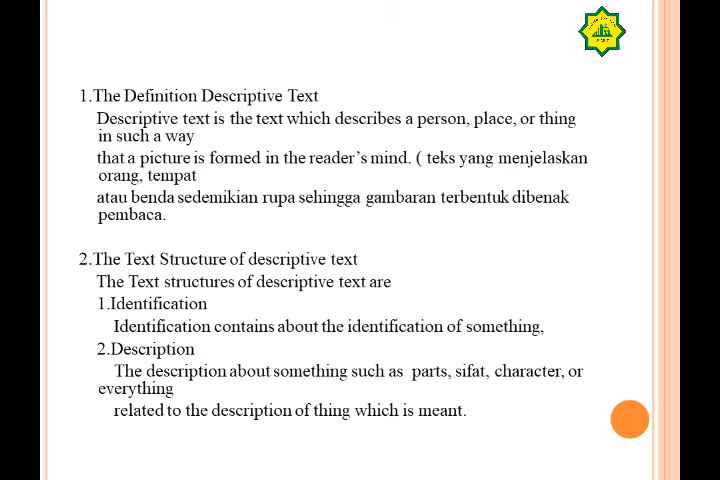 1.The Definition Descriptive Text
Descriptive text is the text which describes a person, place, or thing
in such a way
that a picture is formed in the reader's mind. ( teks yang menjelaskan
orang, tempat
atau benda sedemikian rupa sehingga gambaran terbentuk dibenak
pembaca.
2.The Text Structure of descriptive text
The Text structures of descriptive text are
1.Identification
Identification contains about the identification of something,
2.Description
The description about something such as  parts, sifat, character, or
everything
related to the description of thing which is meant.